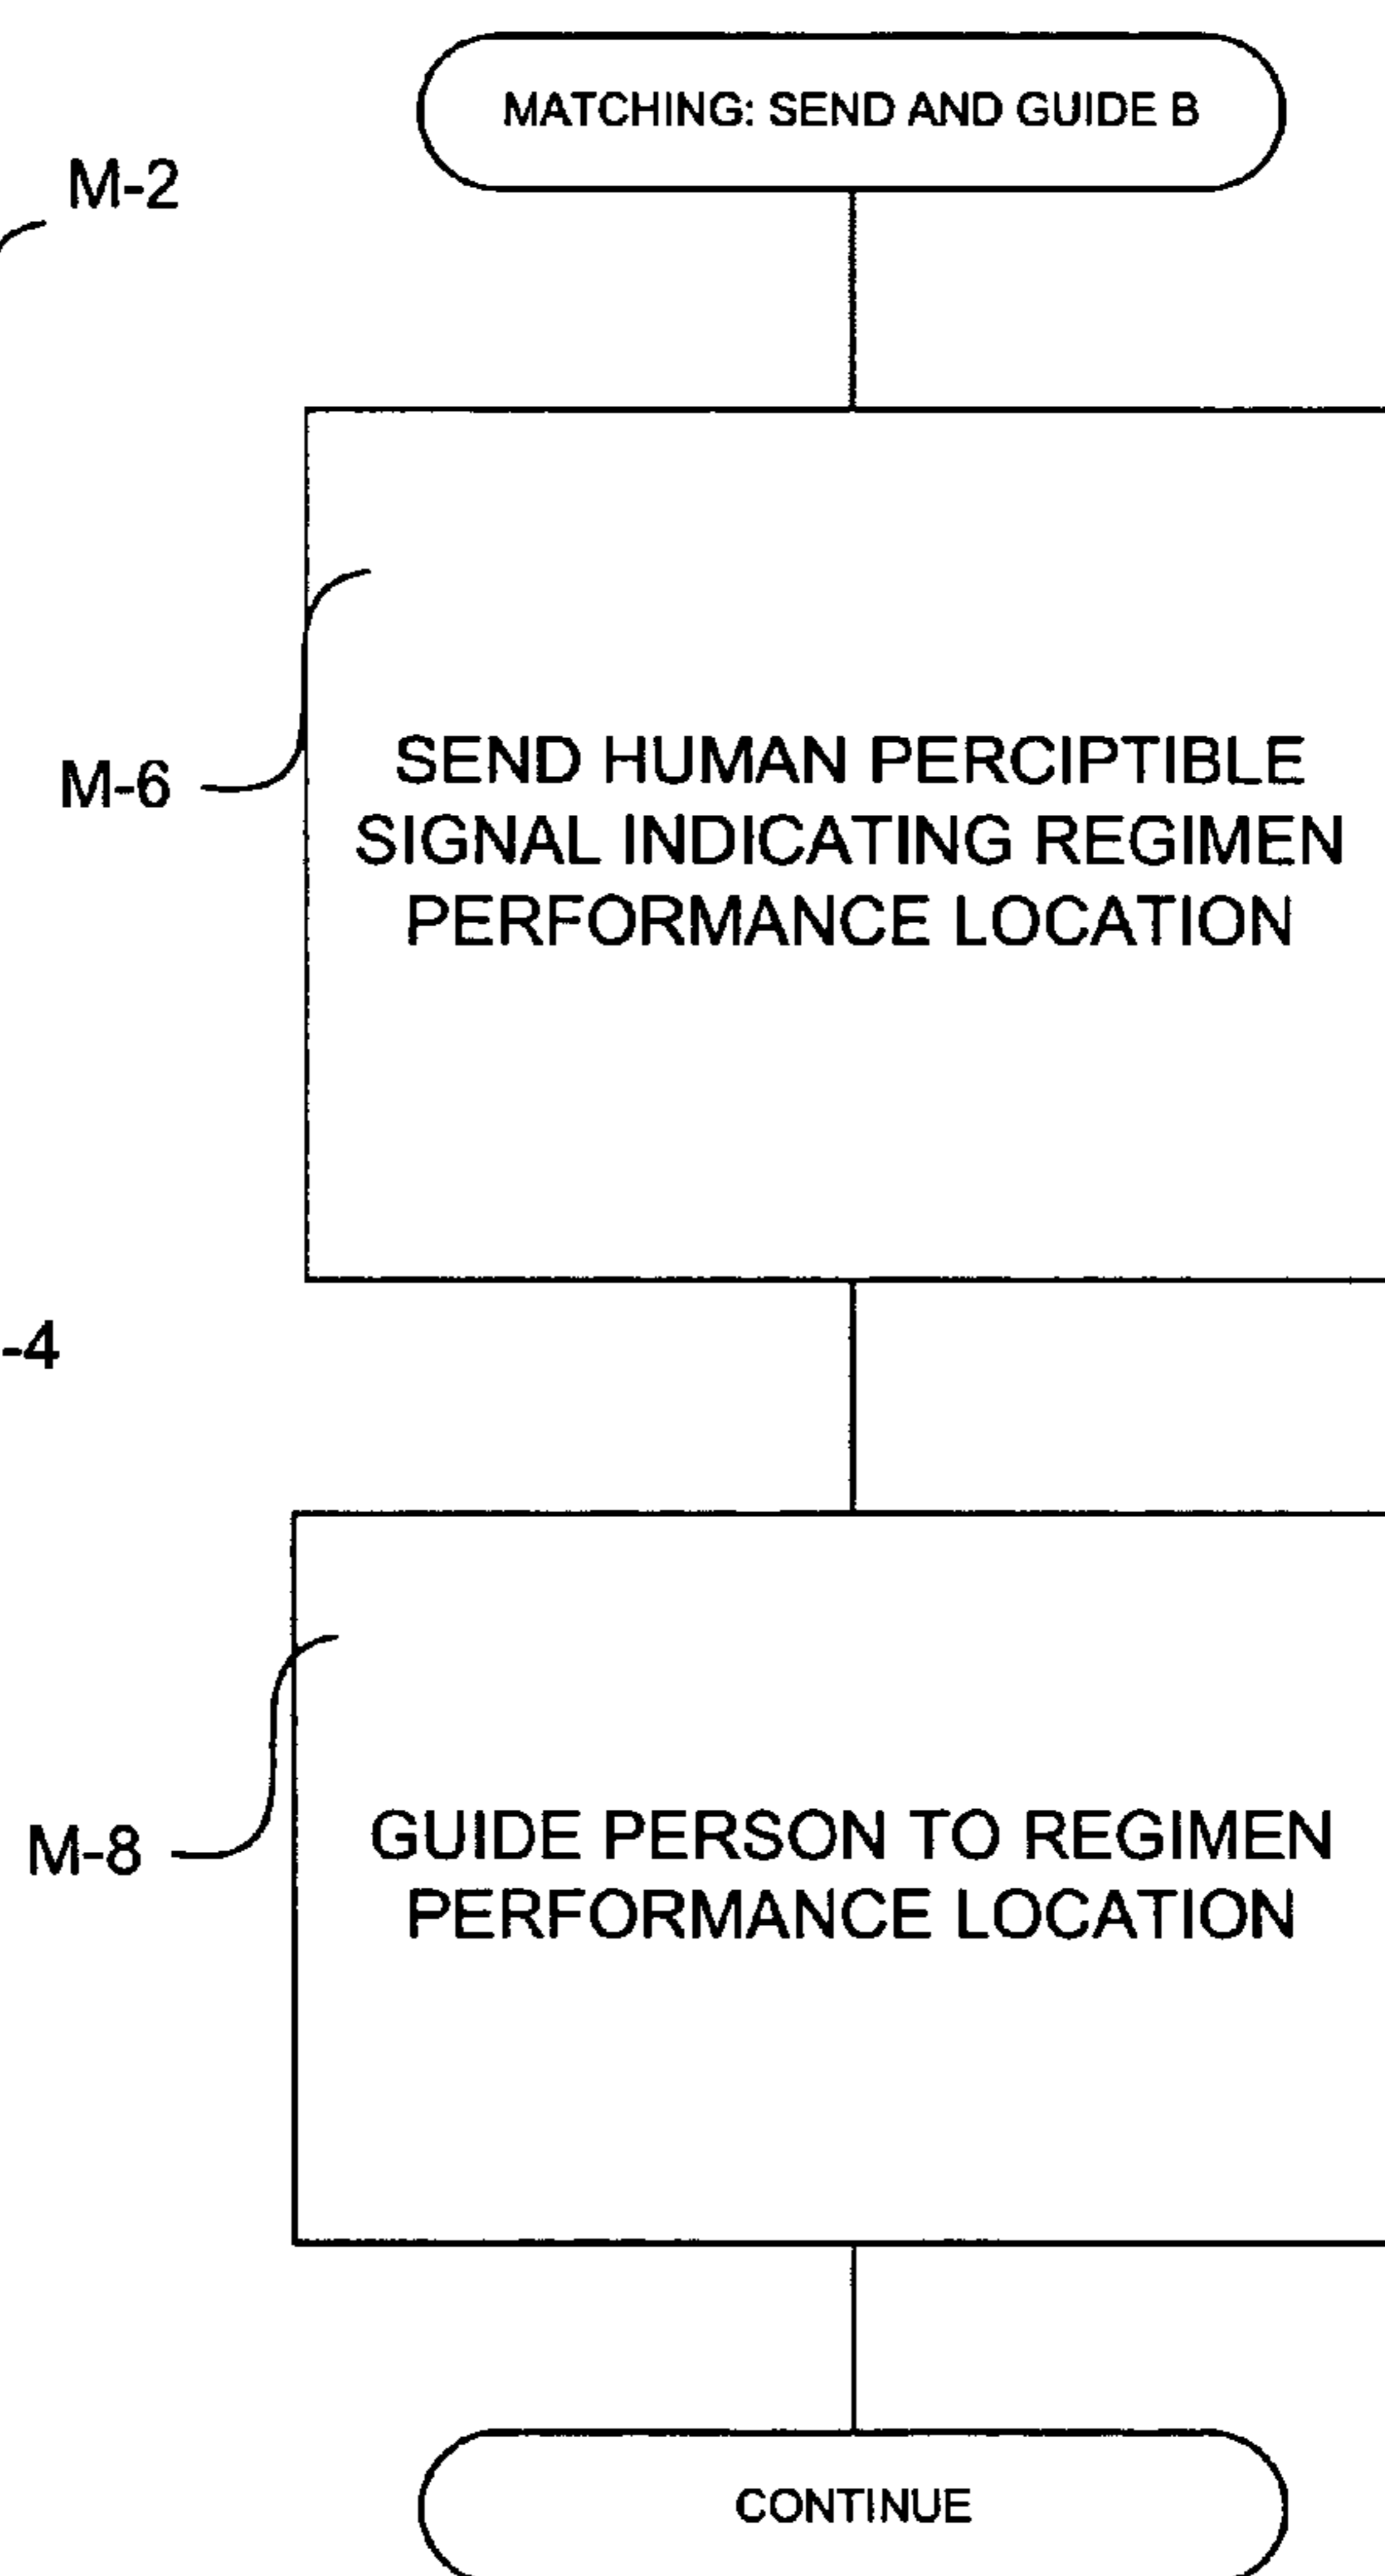 MATCHING: SEND AND GUIDE B
M-2
M-6
SEND HUMAN PERCIPTIBLE
SIGNAL INDICATING REGIMEN
PERFORMANCE LOCATION
-4
M-8
GUIDE PERSON TO REGIMEN
PERFORMANCE LOCATION
CONTINUE